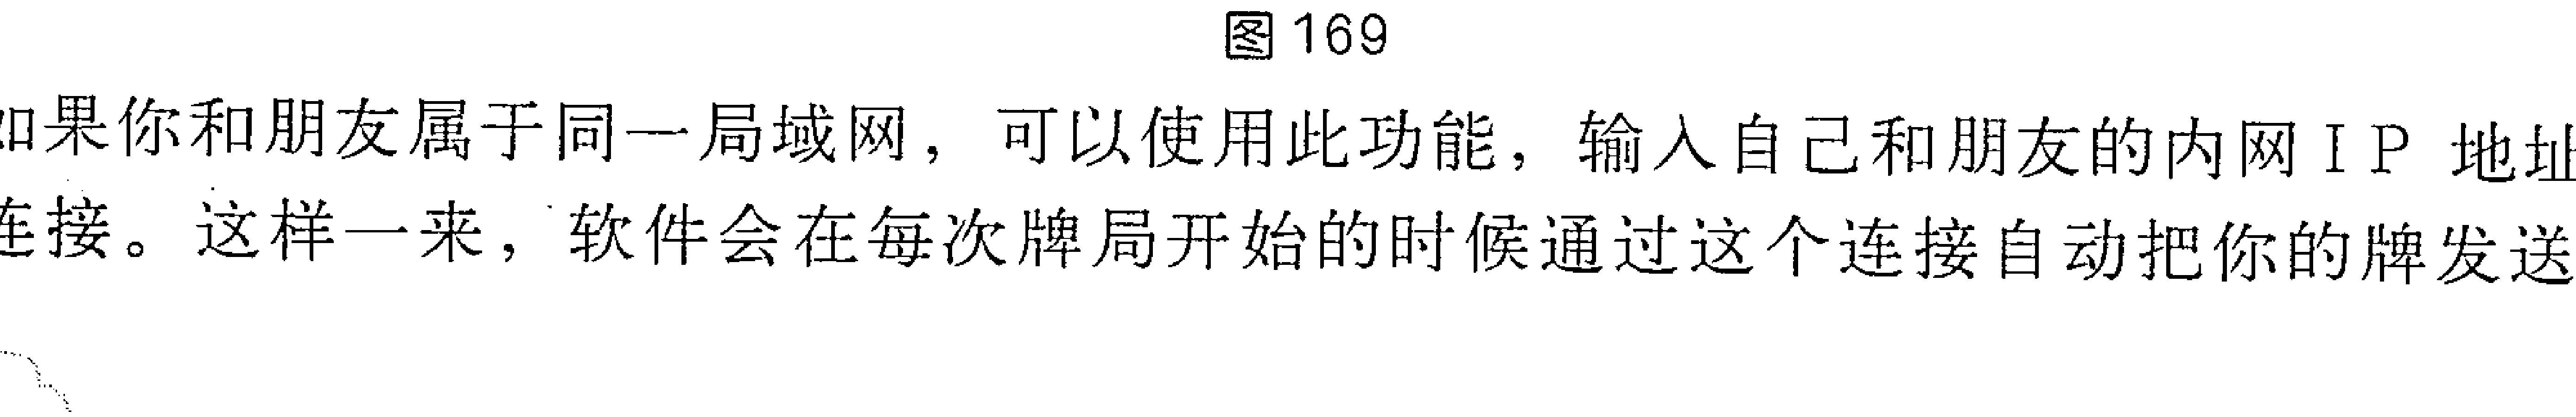 图 169
如果你和朋友属于同一局域网，可以使用此功能，输入自己和朋友的内网IP 地址
连接。这样一来，软件会在每次牌局开始的时候通过这个连接自动把你的牌发送